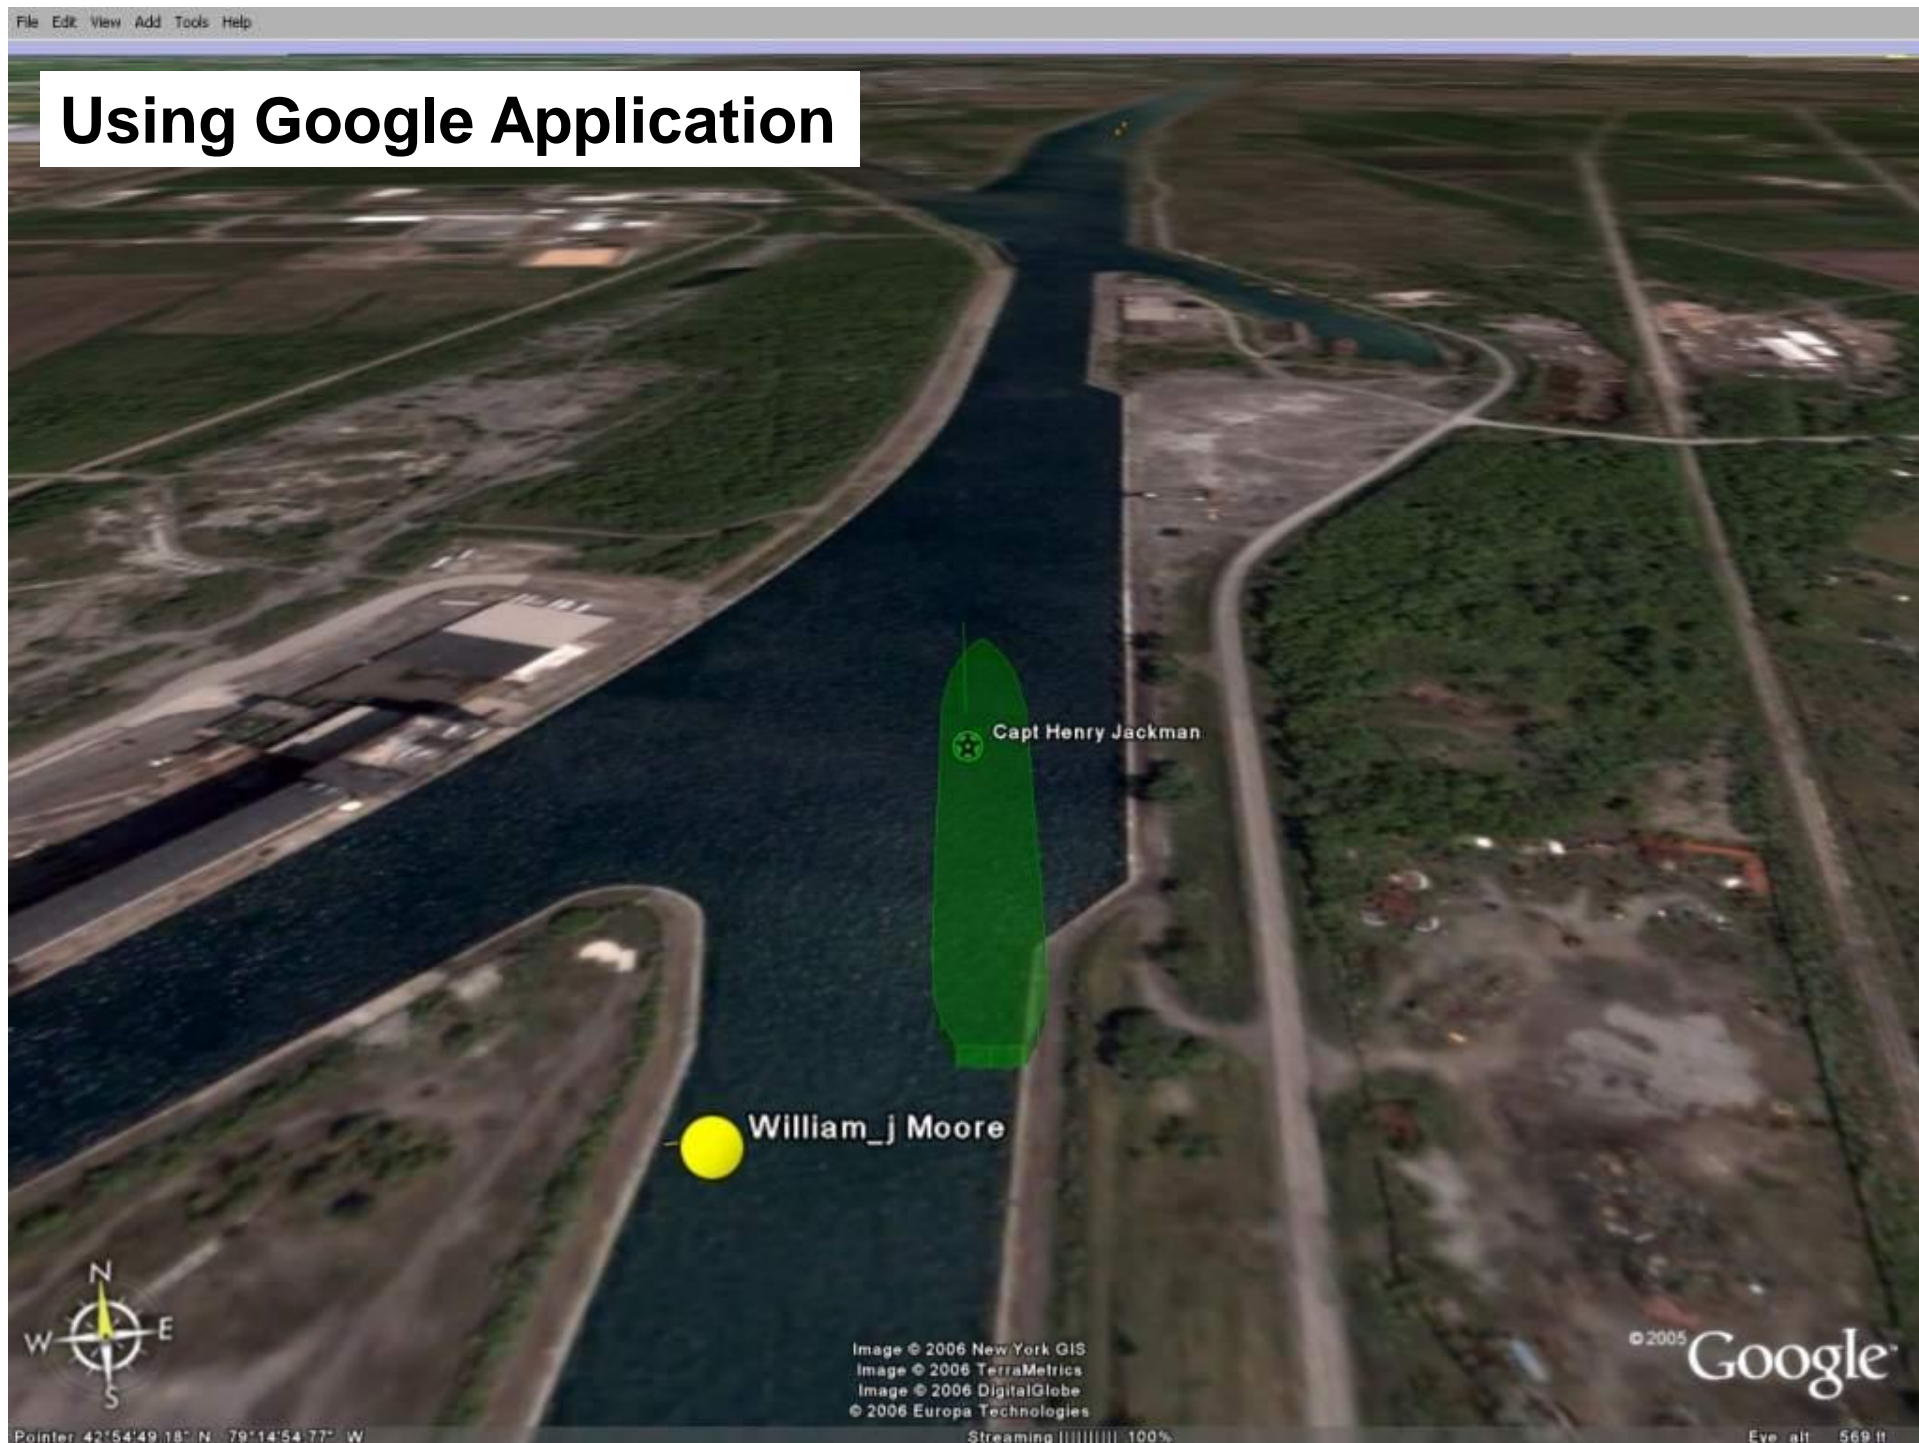 File Edit View Add Tools Help
Using Google Application
Capt Henry Jackman
William_j Moore
N
W E
S
Image © 2006 New York GIS
Image © 2006 TerraMetrics
Image © 2006 DigitalGlobe
© 2006 Europa Technologies
© 2005 Google™
Pointer 42°54'49.18" N 79°14'54.77" W Streaming |||||||||| 100% Eye alt 569 ft